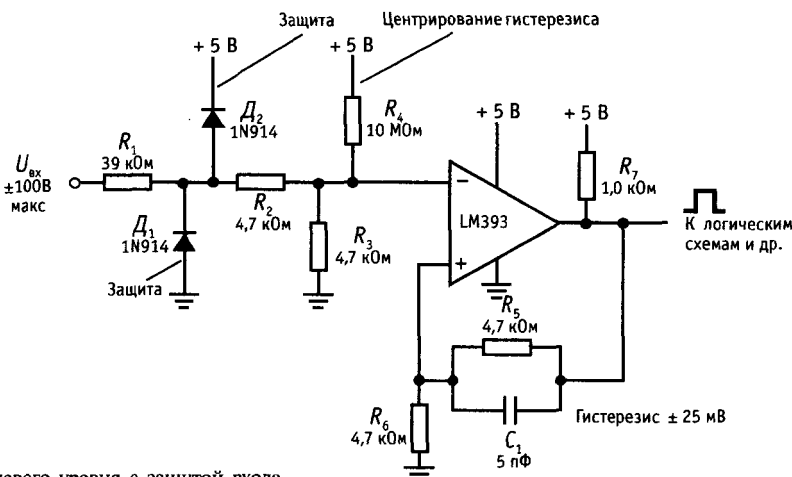 Защита
Центрирование гистерезиса
+ 5 В
+ 5 В
Д2
1N914
R4
10 МОм
+ 5 В
+ 5 В
R1
39 кОм
Uвх
±100В
макс
R2
4,7 кОм
−
LM393
+
R7
1,0 кОм
К логическим
схемам и др.
Д1
1N914
Защита
R3
4,7 кОм
R5
4,7 кОм
R6
4,7 кОм
C1
5 пФ
Гистерезис ± 25 мВ